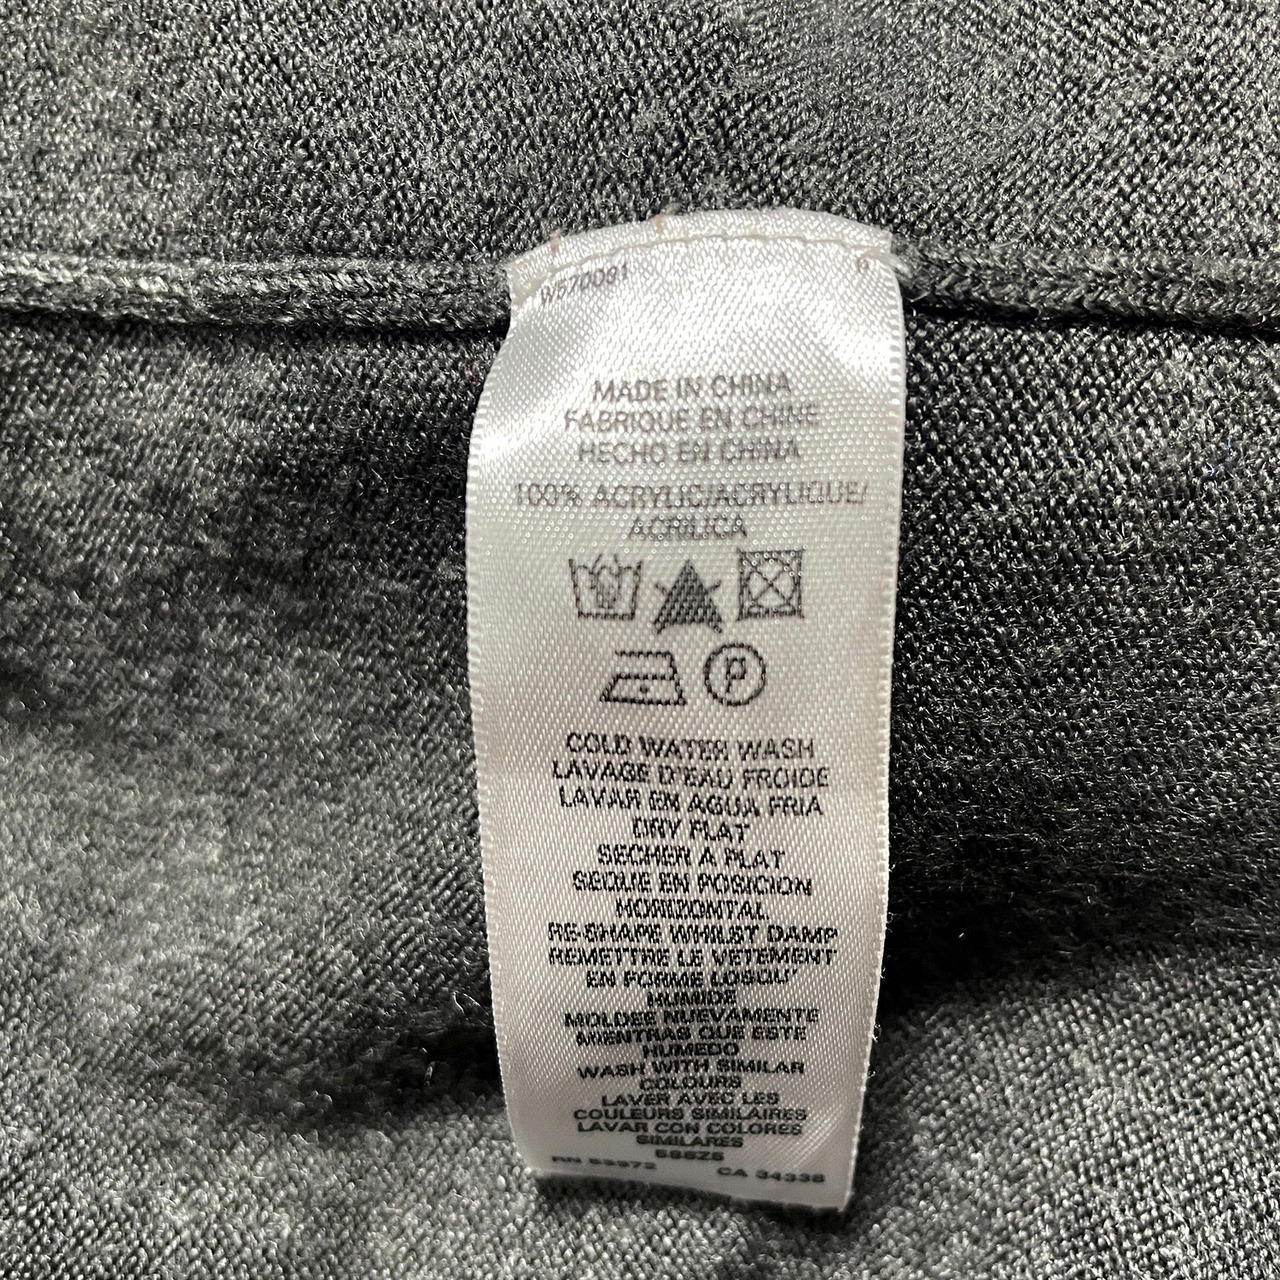 W570091
6
MADE IN CHINA
FABRIQUE EN CHINE
HECHO EN CHINA
100% ACRYLIC/ACRYLIQUE/
ACRILICA
P
COLD WATER WASH
LAVAGE D'EAU FROIDE
LAVAR EN AGUA FRIA
DRY FLAT
SECHER A PLAT
SEQUE EN POSICION
HORIZONTAL
RE-SHAPE WHILST DAMP
REMETTRE LE VETEMENT
EN FORME LOSQU'
HUMIDE
MOLDEE NUEVAMENTE
MIENTRAS QUE ESTE
HUMEDO
WASH WITH SIMILAR
COLOURS
LAVER AVEC LES
COULEURS SIMILAIRES
LAVAR CON COLORES
SIMILARES
RN
CA 34338